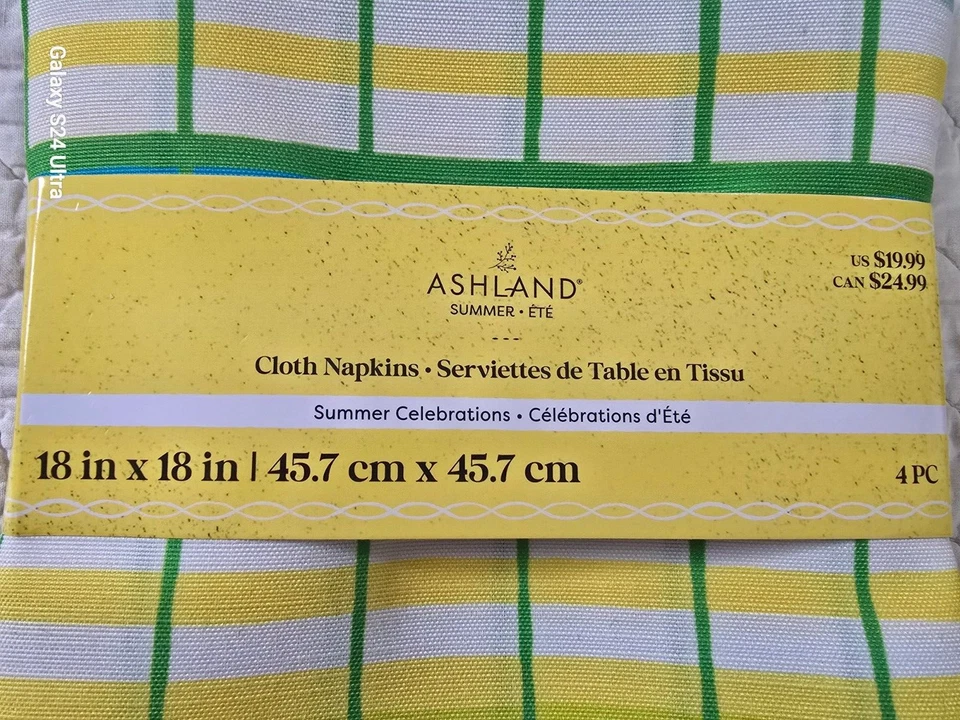 Galaxy S24 Ultra
ASHLAND®
SUMMER • ÉTÉ
US $19.99
CAN $24.99
Cloth Napkins • Serviettes de Table en Tissu
Summer Celebrations • Célébrations d'Été
18 in x 18 in | 45.7 cm x 45.7 cm
4 PC